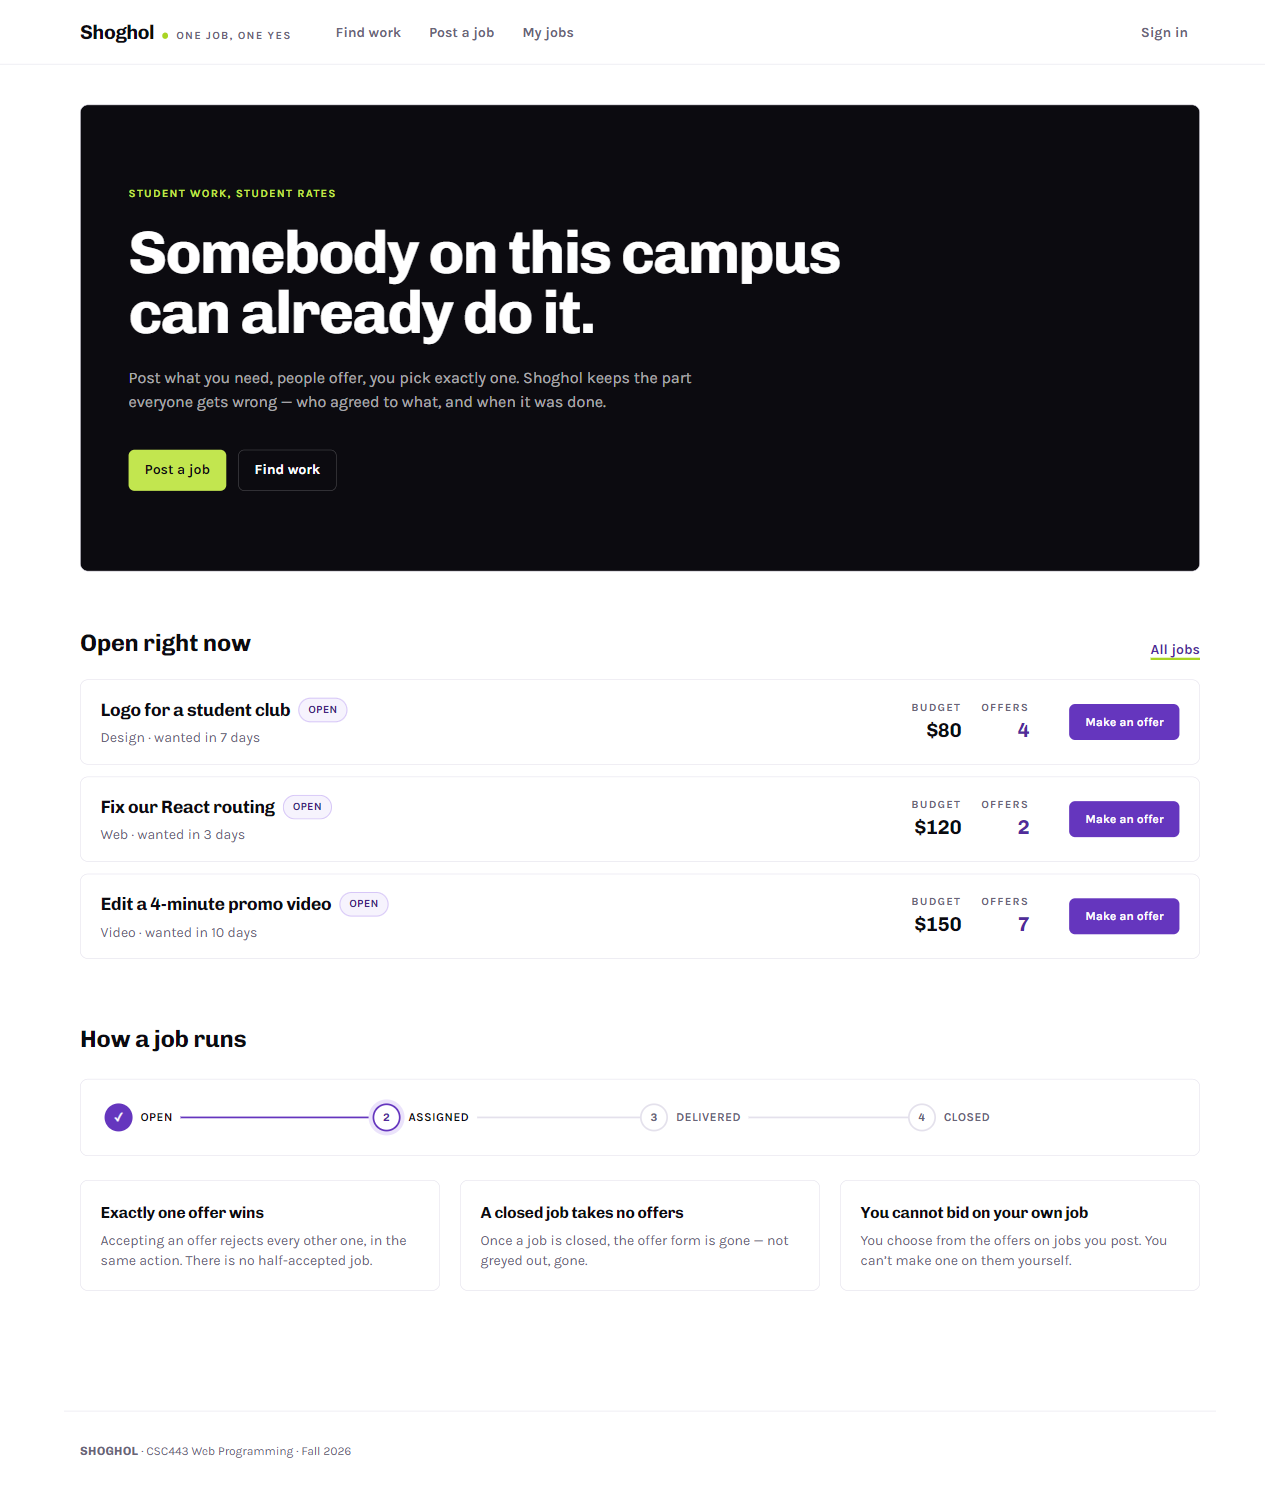 Shoghol ONE JOB, ONE YES Find work Post a job My jobs Sign in
STUDENT WORK, STUDENT RATES
Somebody on this campus
can already do it.
Post what you need, people offer, you pick exactly one. Shoghol keeps the part
everyone gets wrong — who agreed to what, and when it was done.
Post a job Find work
Open right now
All jobs
Logo for a student club OPEN
Design · wanted in 7 days
BUDGET OFFERS
$80 4
Make an offer
Fix our React routing OPEN
Web · wanted in 3 days
BUDGET OFFERS
$120 2
Make an offer
Edit a 4-minute promo video OPEN
Video · wanted in 10 days
BUDGET OFFERS
$150 7
Make an offer
How a job runs
✓ OPEN 2 ASSIGNED 3 DELIVERED 4 CLOSED
Exactly one offer wins
Accepting an offer rejects every other one, in the
same action. There is no half-accepted job.
A closed job takes no offers
Once a job is closed, the offer form is gone — not
greyed out, gone.
You cannot bid on your own job
You choose from the offers on jobs you post. You
can't make one on them yourself.
SHOGHOL · CSC443 Web Programming · Fall 2026